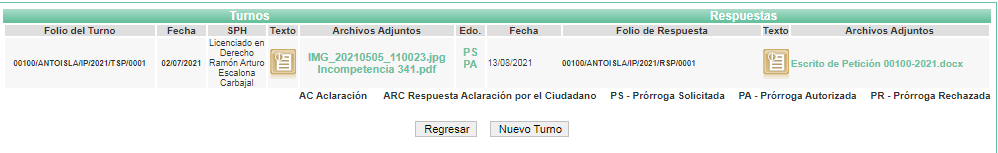 Turnos Respuestas
Folio del Turno Fecha SPH Texto Archivos Adjuntos Edo. Fecha Folio de Respuesta Texto Archivos Adjuntos
00100/ANTOISLA/IP/2021/TSP/0001 02/07/2021
Licenciado en
Derecho
Ramón Arturo
Escalona
Carbajal
IMG_20210505_110023.jpg
Incompetencia 341.pdf
PS
PA
13/08/2021 00100/ANTOISLA/IP/2021/RSP/0001 Escrito de Petición 00100-2021.docx
AC Aclaración ARC Respuesta Aclaración por el Ciudadano PS - Prórroga Solicitada PA - Prórroga Autorizada PR - Prórroga Rechazada
Regresar Nuevo Turno